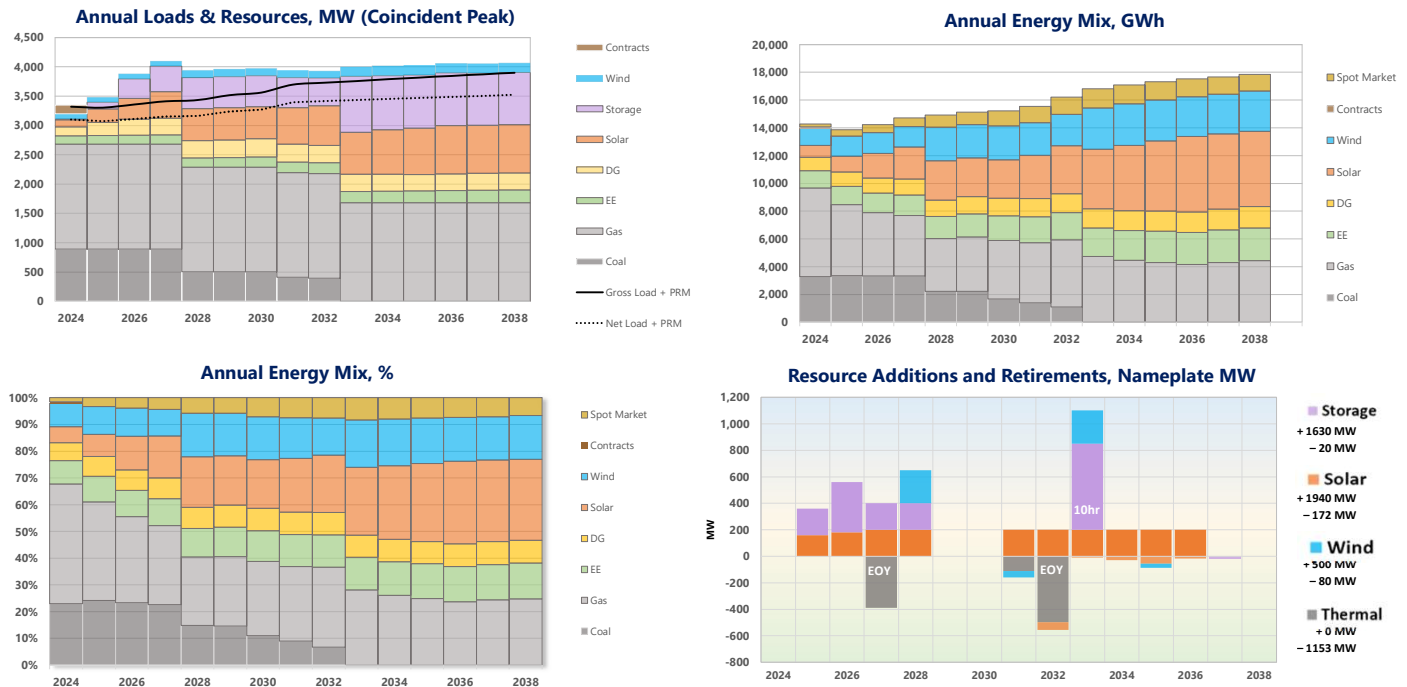 Annual Loads & Resources, MW (Coincident Peak)
4,500
4,000
3,500
3,000
2,500
2,000
1,500
1,000
500
0
2024 2026 2028 2030 2032 2034 2036 2038
Contracts
Wind
Storage
Solar
DG
EE
Gas
Coal
Gross Load + PRM
Net Load + PRM
Annual Energy Mix, GWh
20,000
18,000
16,000
14,000
12,000
10,000
8,000
6,000
4,000
2,000
0
2024 2026 2028 2030 2032 2034 2036 2038
Spot Market
Contracts
Wind
Solar
DG
EE
Gas
Coal
Annual Energy Mix, %
100%
90%
80%
70%
60%
50%
40%
30%
20%
10%
0%
2024 2026 2028 2030 2032 2034 2036 2038
Spot Market
Contracts
Wind
Solar
DG
EE
Gas
Coal
Resource Additions and Retirements, Nameplate MW
MW
1,200
1,000
800
600
400
200
0
-200
-400
-600
-800
10hr
EOY
EOY
2024 2026 2028 2030 2032 2034 2036 2038
Storage
+ 1630 MW
– 20 MW
Solar
+ 1940 MW
– 172 MW
Wind
+ 500 MW
– 80 MW
Thermal
+ 0 MW
– 1153 MW